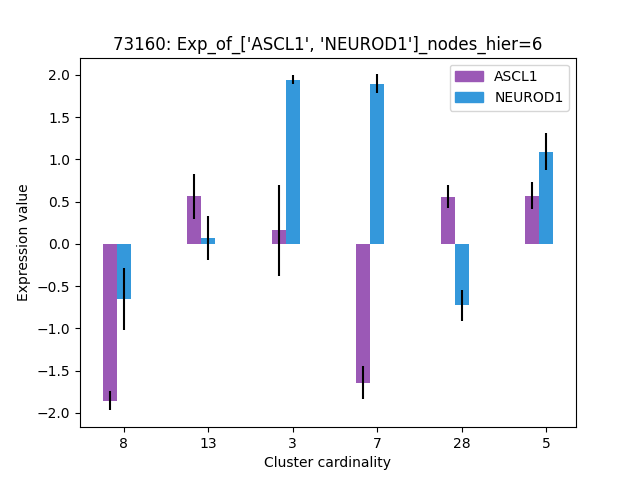 73160: Exp_of_['ASCL1', 'NEUROD1']_nodes_hier=6
ASCL1
NEUROD1
2.0
1.5
1.0
0.5
0.0
−0.5
−1.0
−1.5
−2.0
Expression value
8 13 3 7 28 5
Cluster cardinality